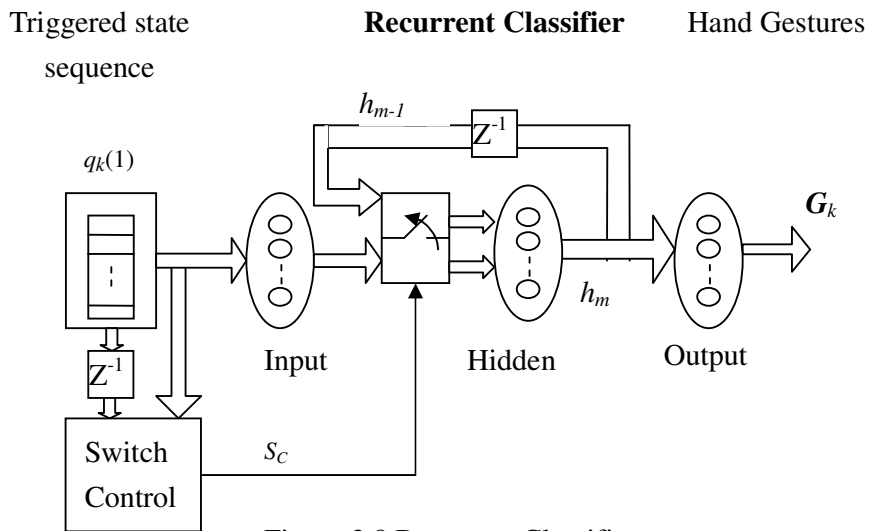 Triggered state
sequence
Recurrent Classifier
Hand Gestures
h_{m-1}
Z^{-1}
q_k(1)
G_k
h_m
Input
Hidden
Output
Z^{-1}
Switch
Control
S_C